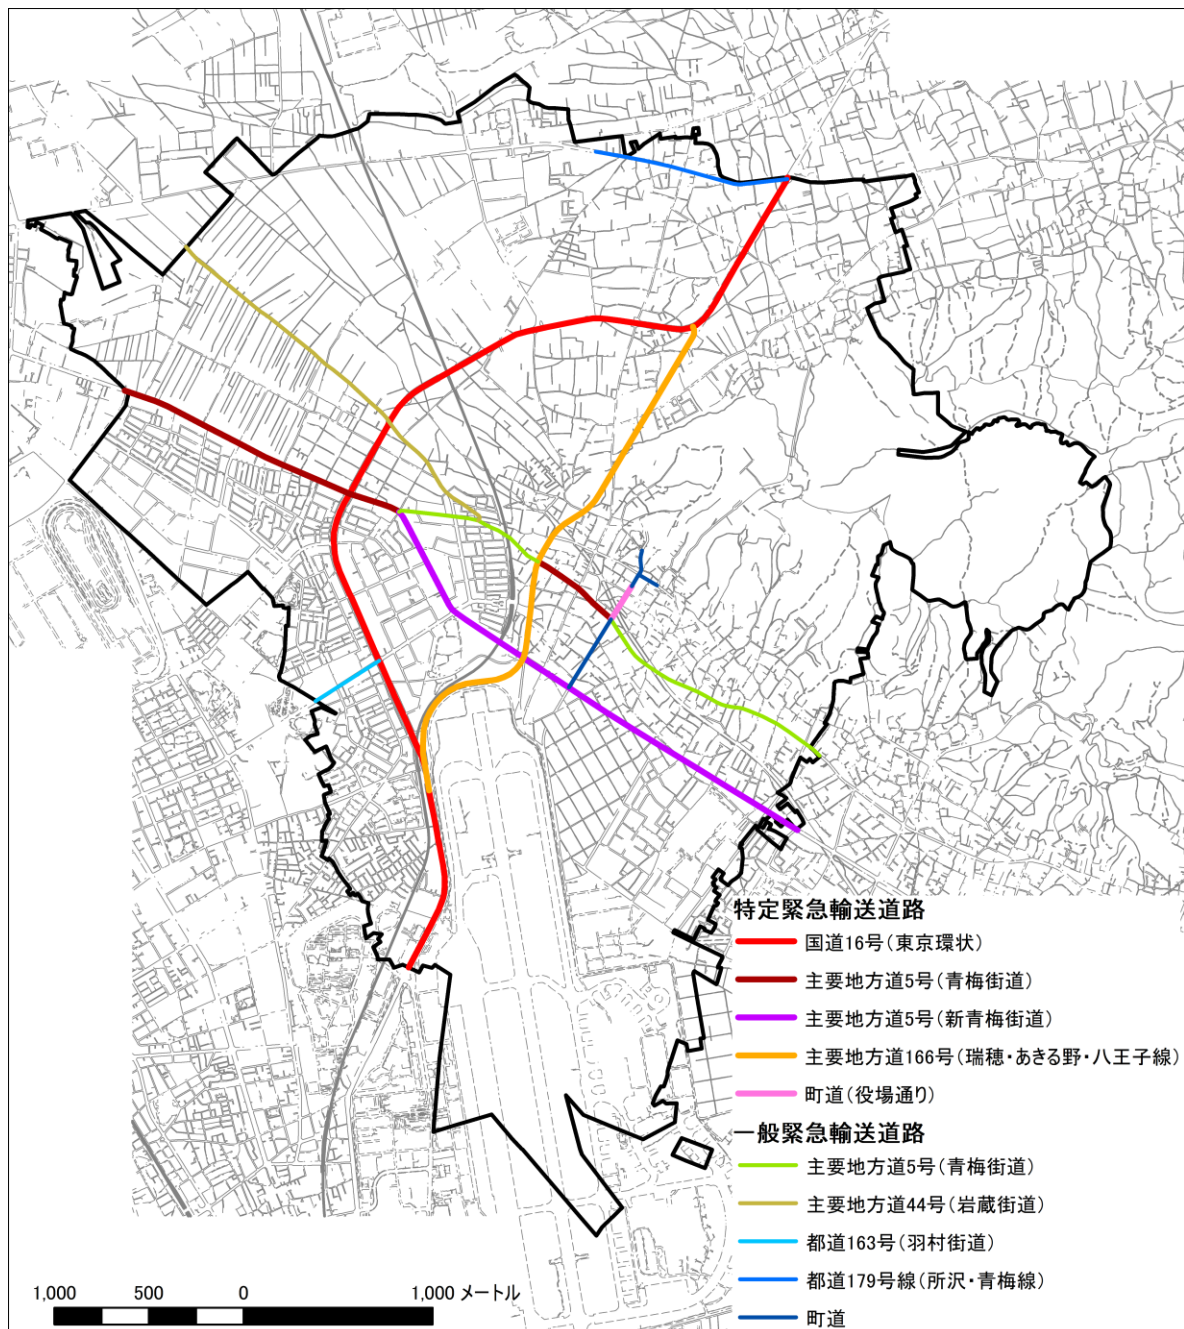 特定緊急輸送道路
国道16号(東京環状)
主要地方道5号(青梅街道)
主要地方道5号(新青梅街道)
主要地方道166号(瑞穂・あきる野・八王子線)
町道(役場通り)
一般緊急輸送道路
主要地方道5号(青梅街道)
主要地方道44号(岩蔵街道)
都道163号(羽村街道)
都道179号線(所沢・青梅線)
町道
1,000 500 0 1,000 メートル